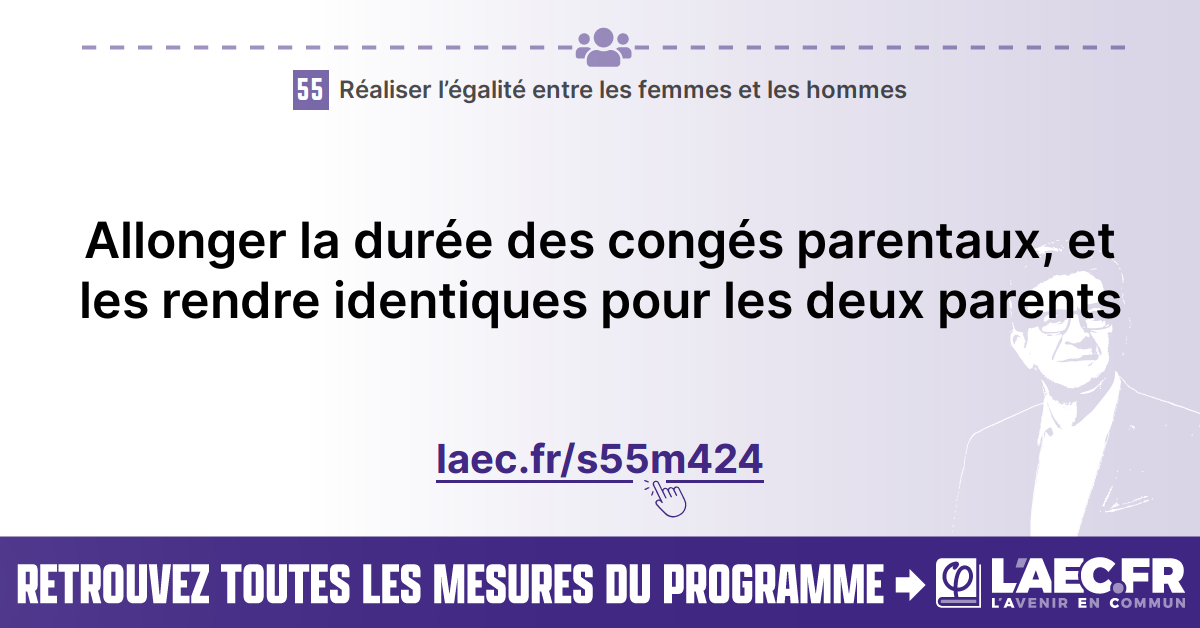 55 Réaliser l’égalité entre les femmes et les hommes
Allonger la durée des congés parentaux, et
les rendre identiques pour les deux parents
laec.fr/s55m424
RETROUVEZ TOUTES LES MESURES DU PROGRAMME
L'AEC.FR
L'AVENIR EN COMMUN